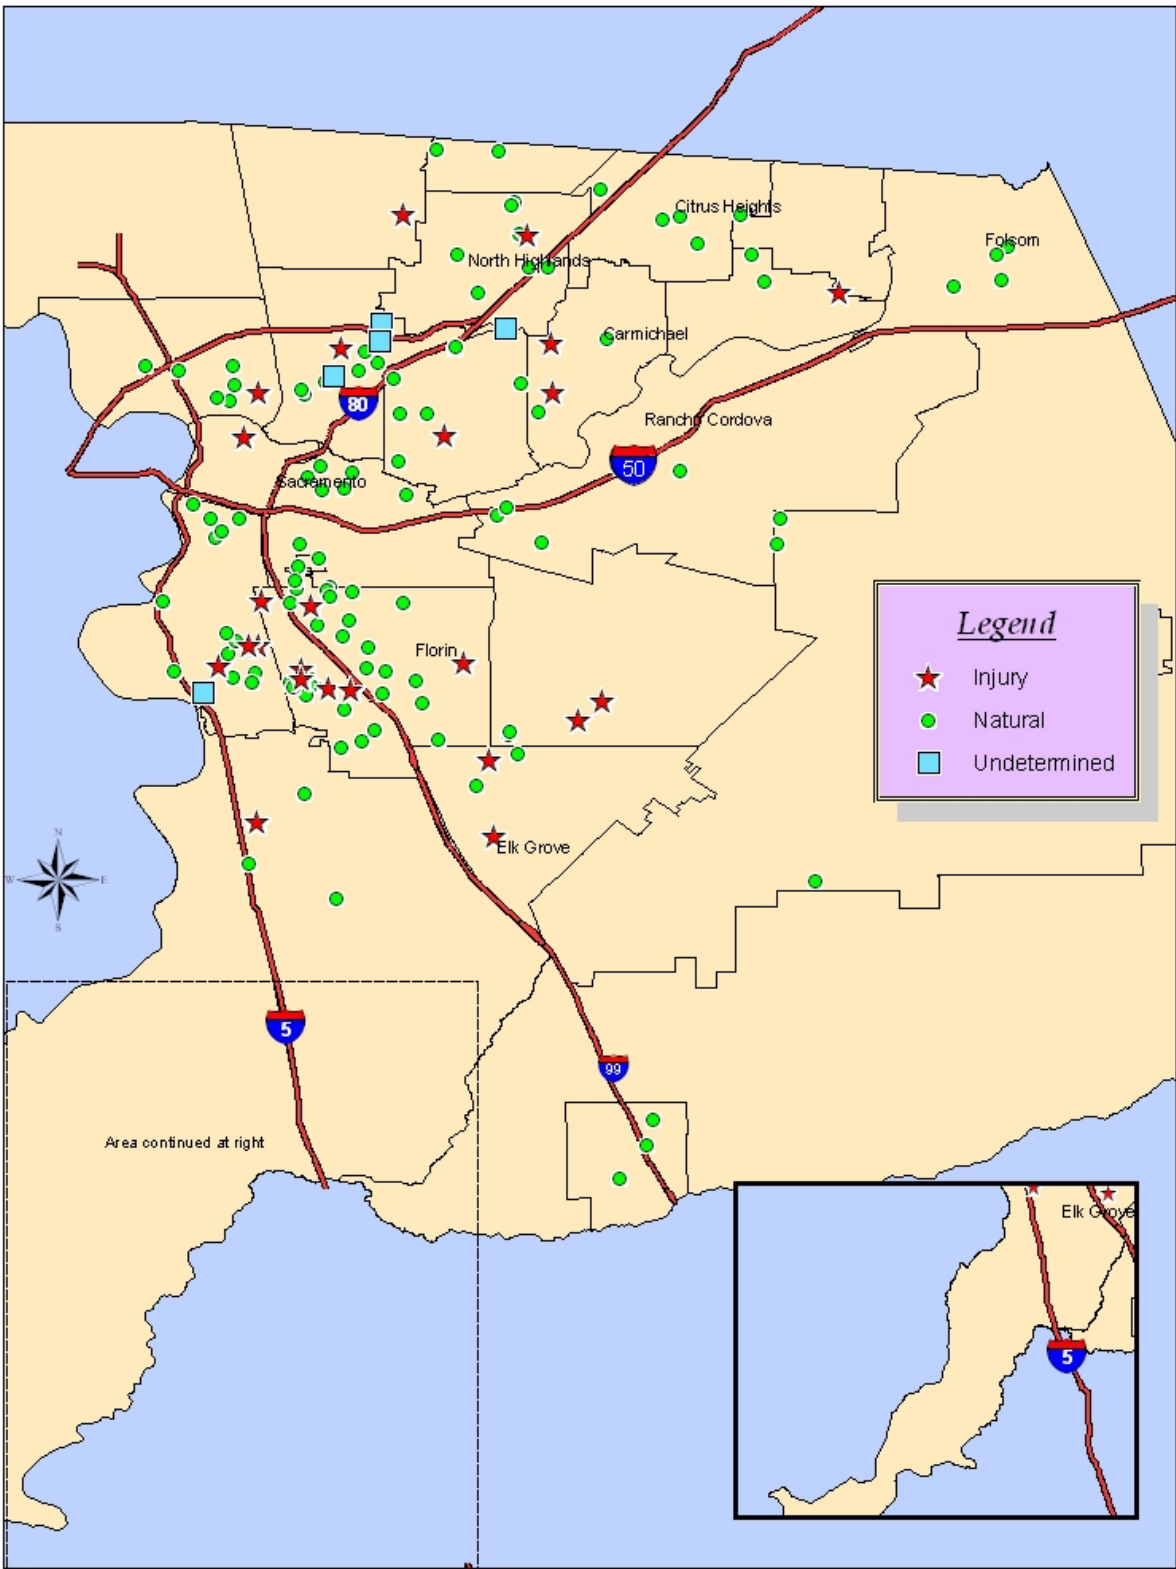 Citrus Heights
Folsom
North Highlands
Carmichael
80
Rancho Cordova
50
Sacramento
Legend
Florin
Injury
Natural
Undetermined
N
Elk Grove
W
E
S
5
99
Area continued at right
Elk Grove
5